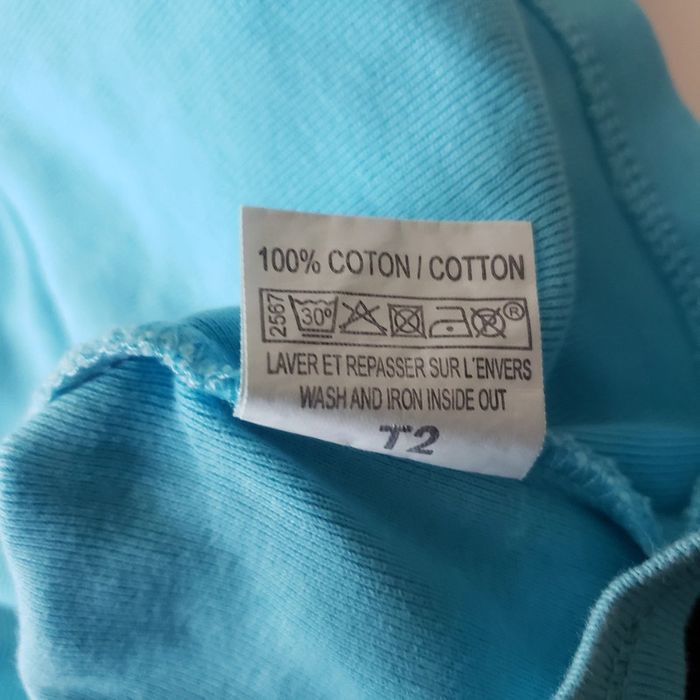 100% COTON / COTTON
2567 30° ®
LAVER ET REPASSER SUR L'ENVERS
WASH AND IRON INSIDE OUT
T2